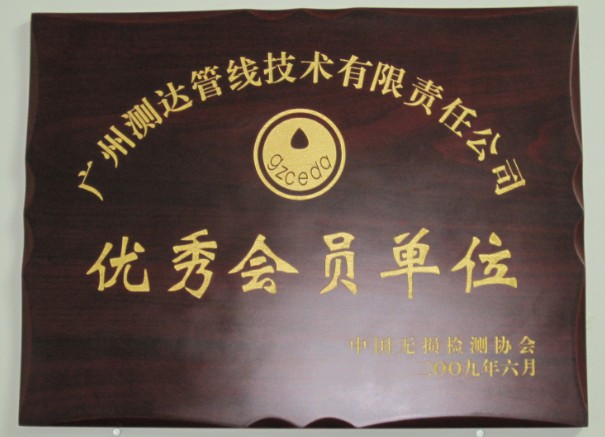 广州测达管线技术有限责任公司
gzceda
优秀会员单位
中国无损检测协会
二〇〇九年六月